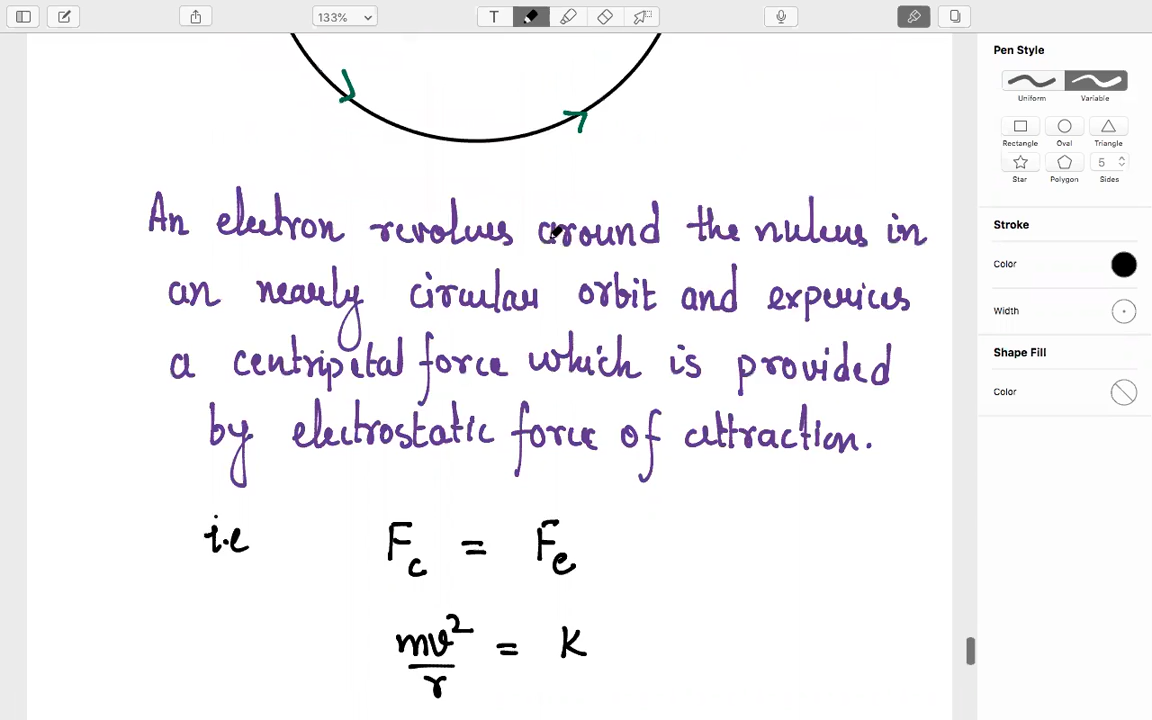 133%
T
Pen Style
Uniform
Variable
Rectangle
Oval
Triangle
Star
Polygon
5
Sides
Stroke
Color
Width
Shape Fill
Color
An electron revolves around the nuleus in
an nearly circular orbit and experices
a centripetal force which is provided
by electrostatic force of attraction.
i.e Fc = Fe
mv²/r = K